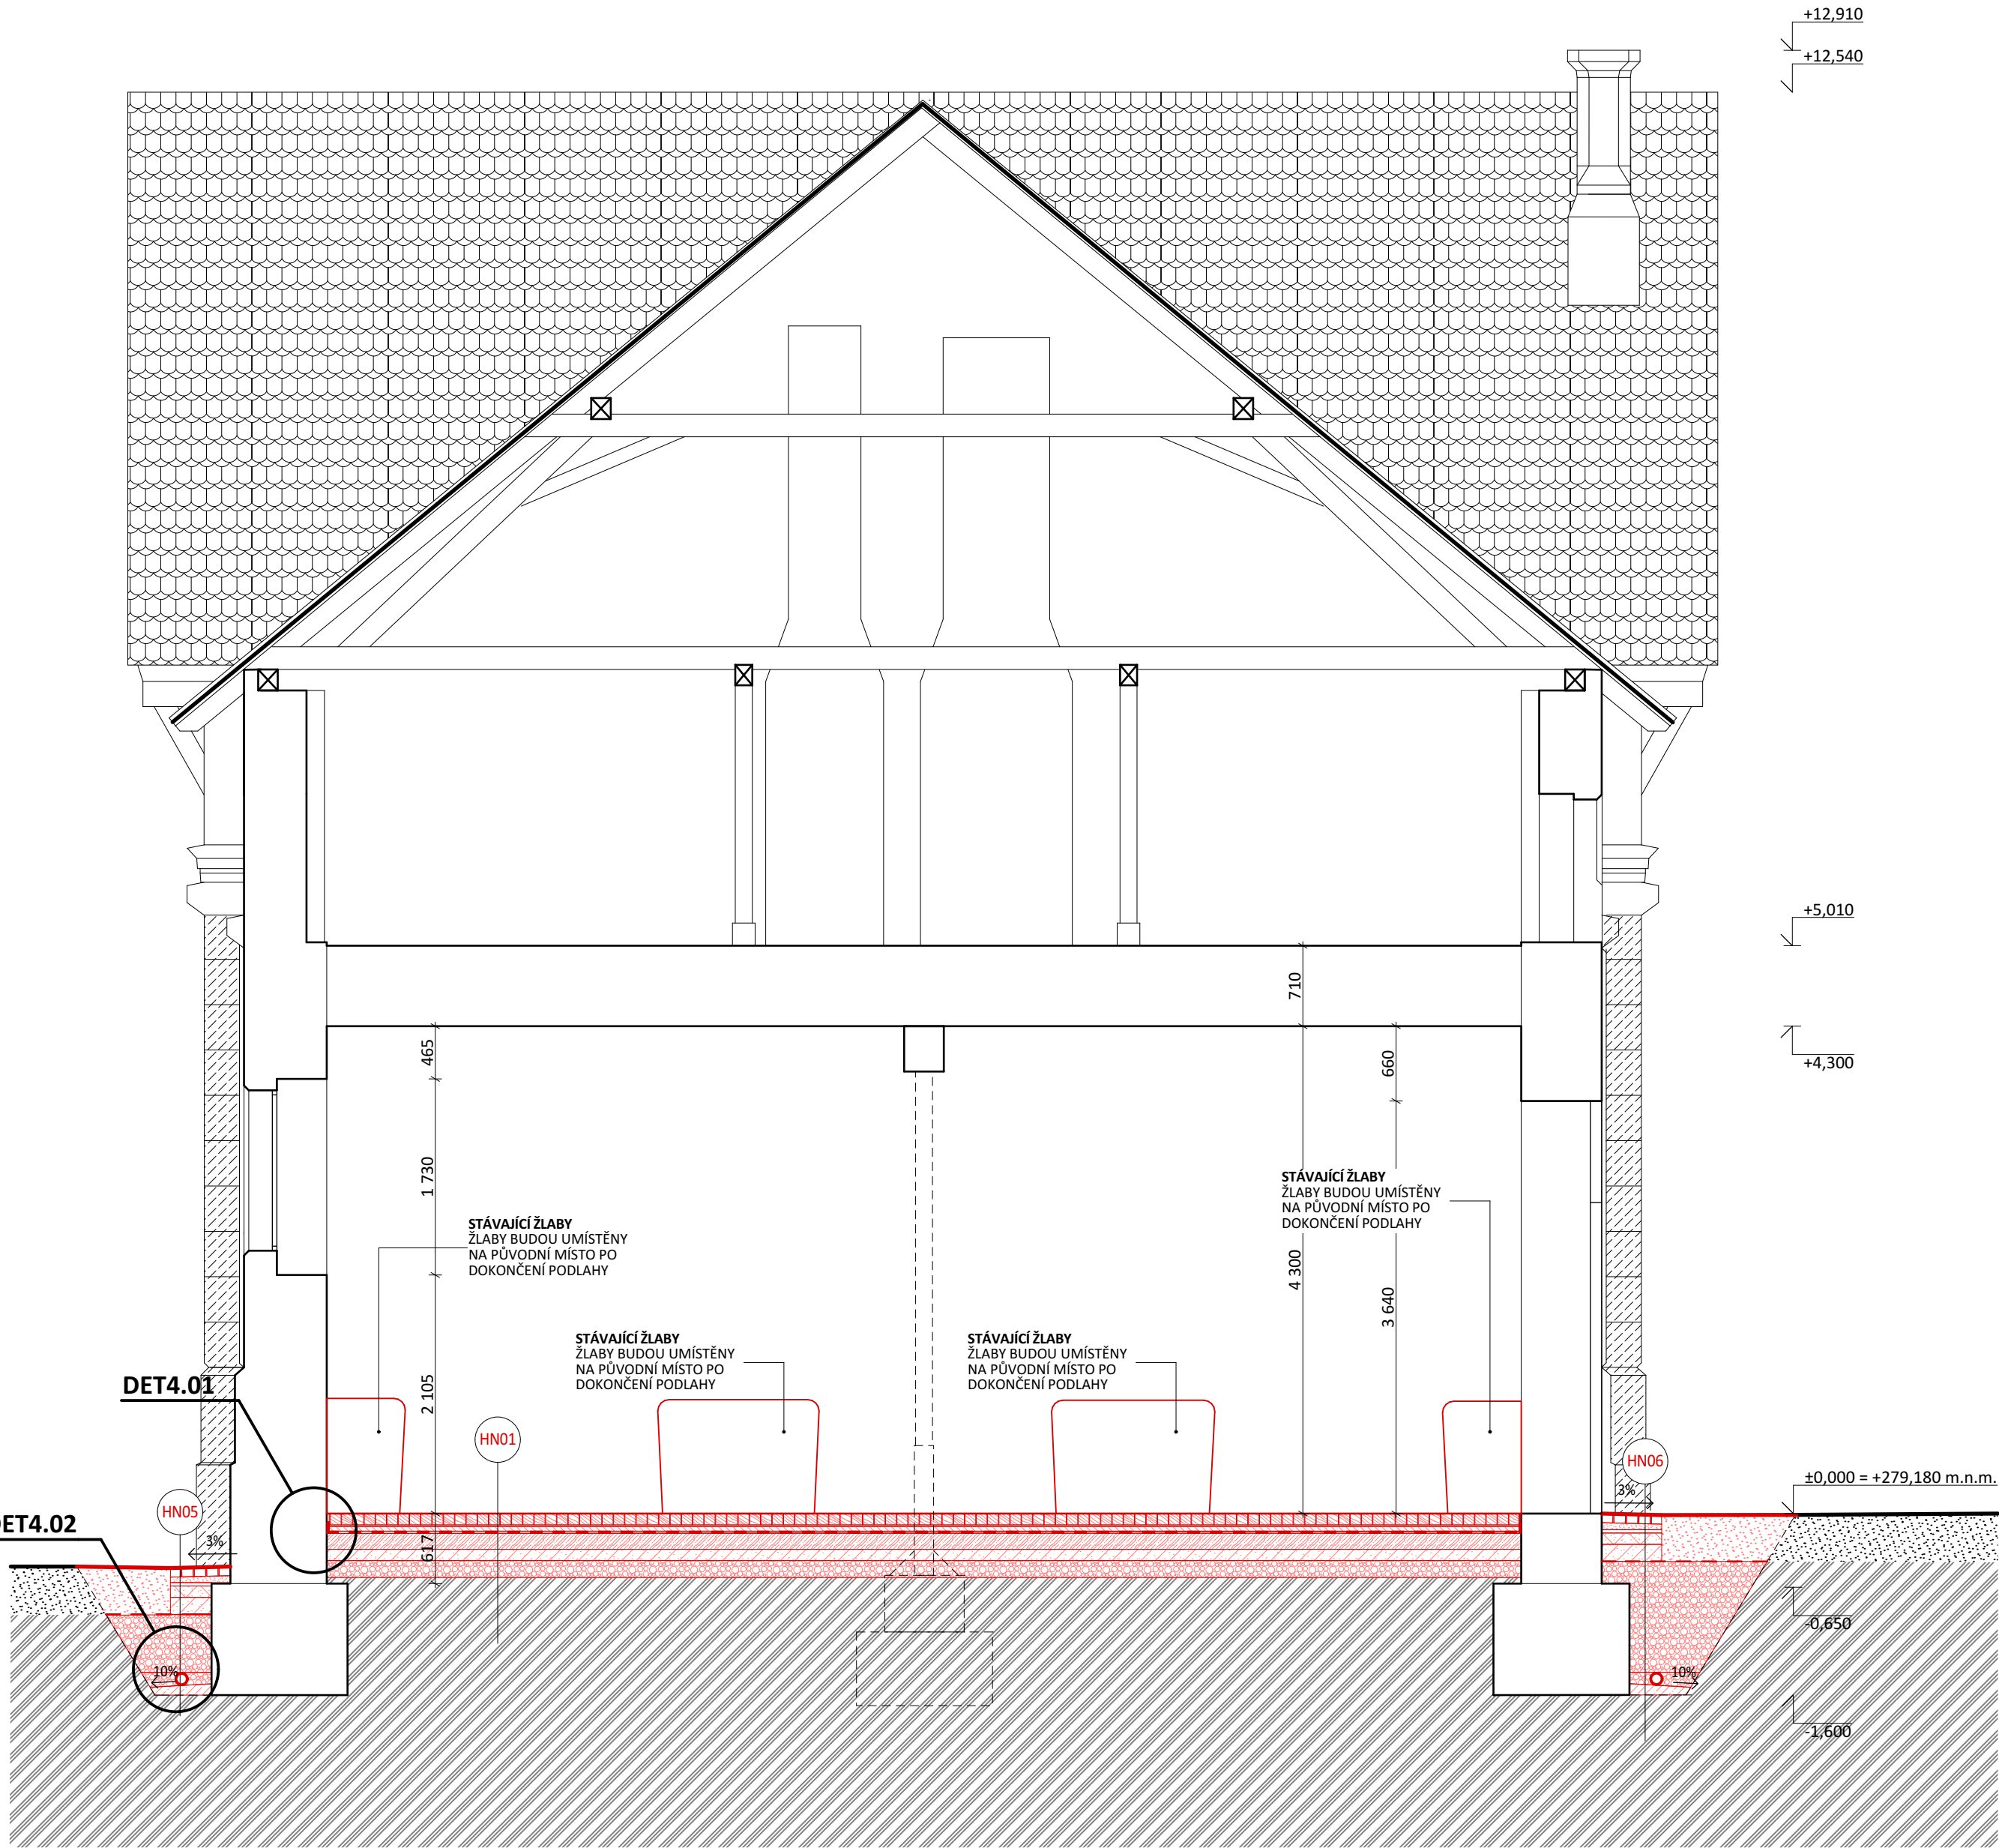 +12,910
+12,540
+5,010
710
+4,300
465
660
1 730
STÁVAJÍCÍ ŽLABY
ŽLABY BUDOU UMÍSTĚNY
NA PŮVODNÍ MÍSTO PO
DOKONČENÍ PODLAHY
STÁVAJÍCÍ ŽLABY
ŽLABY BUDOU UMÍSTĚNY
NA PŮVODNÍ MÍSTO PO
DOKONČENÍ PODLAHY
4 300
3 640
STÁVAJÍCÍ ŽLABY
ŽLABY BUDOU UMÍSTĚNY
NA PŮVODNÍ MÍSTO PO
DOKONČENÍ PODLAHY
STÁVAJÍCÍ ŽLABY
ŽLABY BUDOU UMÍSTĚNY
NA PŮVODNÍ MÍSTO PO
DOKONČENÍ PODLAHY
DET4.01
2 105
HN01
HN06
±0,000 = +279,180 m.n.m.
3%
HN05
ET4.02
3%
617
-0,650
10%
10%
-1,600